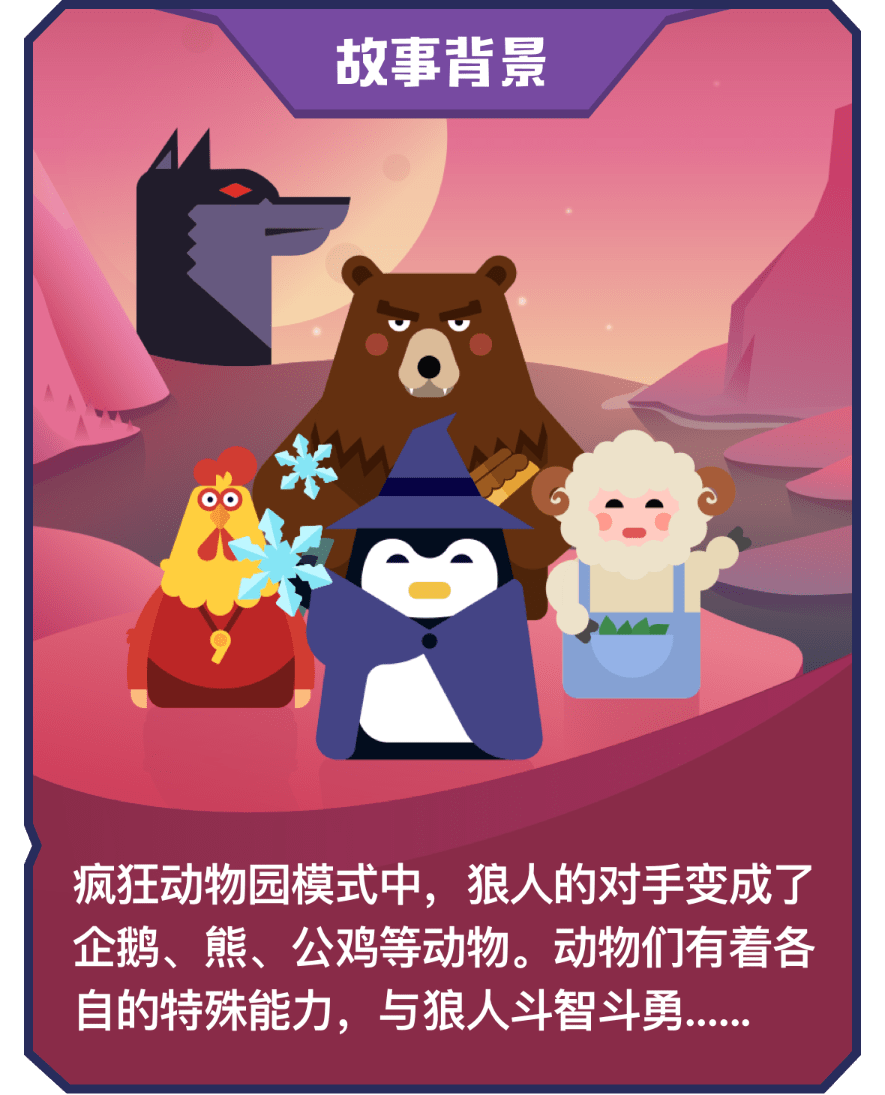 故事背景
疯狂动物园模式中，狼人的对手变成了
企鹅、熊、公鸡等动物。动物们有着各
自的特殊能力，与狼人斗智斗勇......